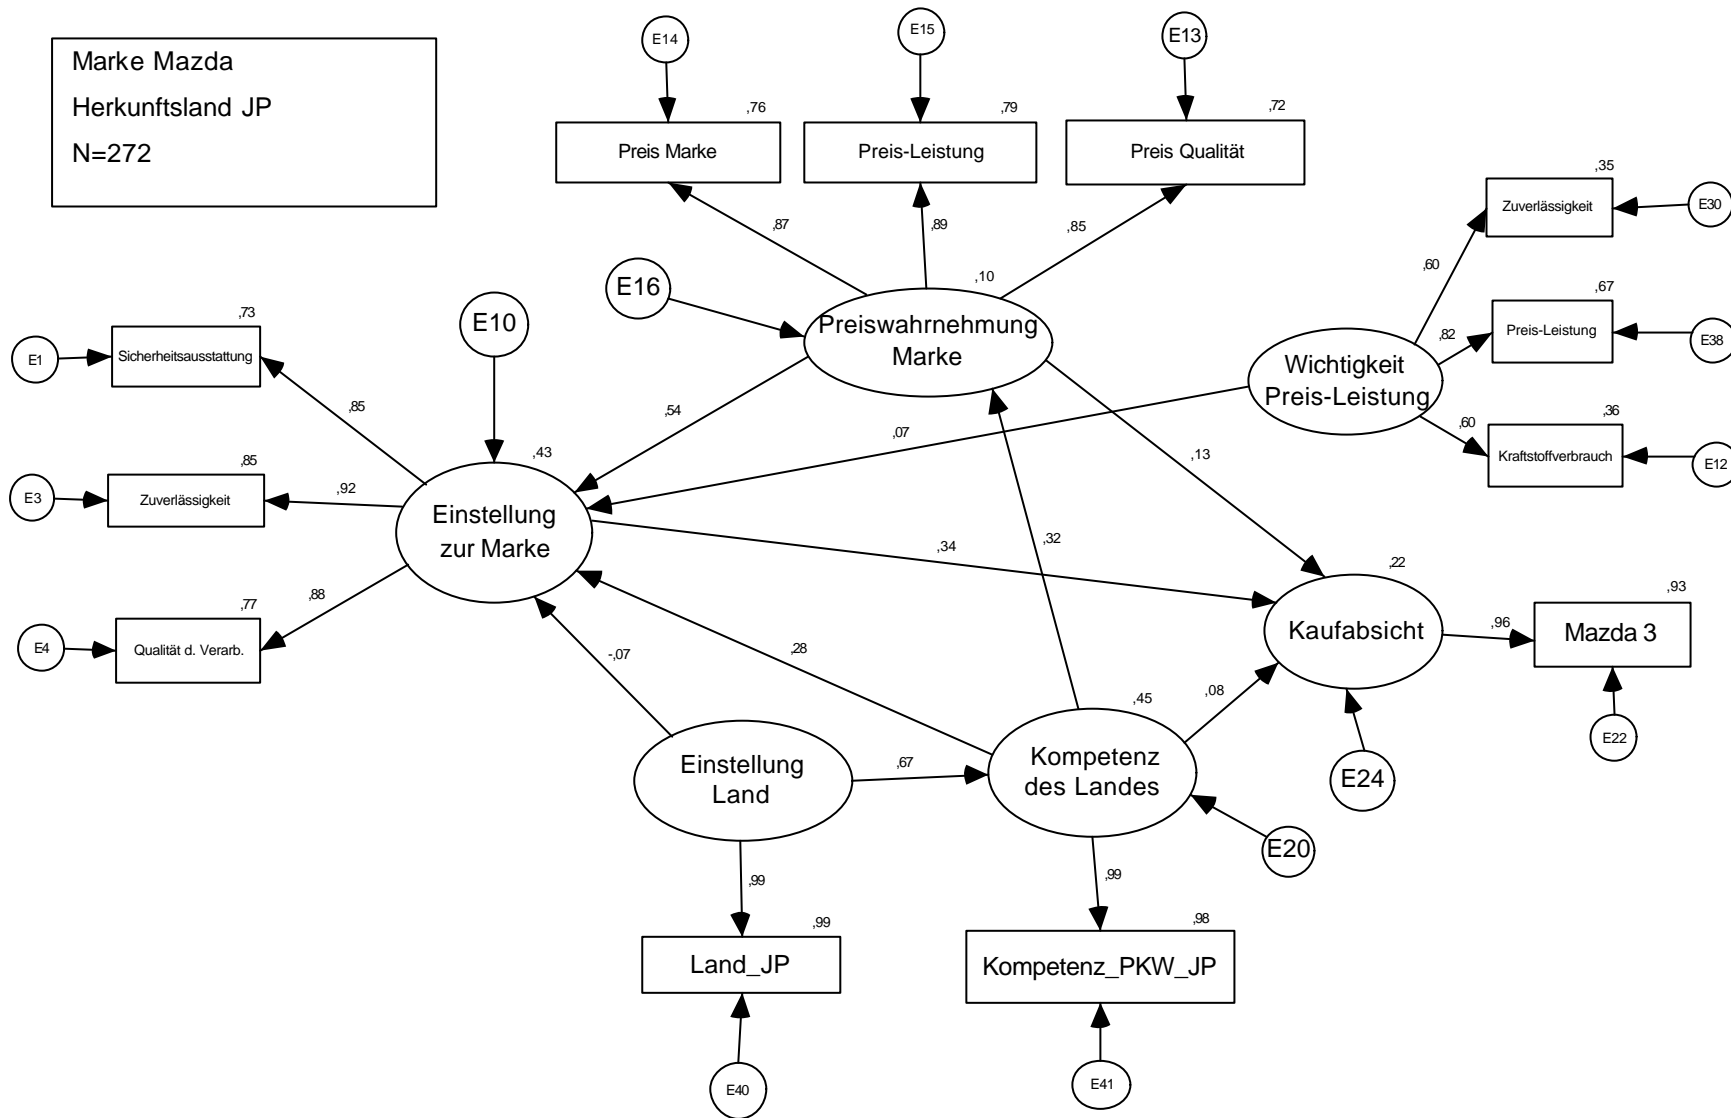 Marke Mazda
Herkunftsland JP
N=272
E14
E15
E13
,76
,79
,72
Preis Marke
Preis-Leistung
Preis Qualität
,35
Zuverlässigkeit
E30
,87
,89
,85
,60
E16
,10
,67
E10
Preiswahrnehmung
Marke
Preis-Leistung
E38
,82
,73
E1
Sicherheitsausstattung
Wichtigkeit
Preis-Leistung
,85
,54
,07
,60
,36
Kraftstoffverbrauch
E12
,13
,85
,43
E3
Zuverlässigkeit
,92
Einstellung
zur Marke
,34
,32
,22
,77
,88
,93
E4
Qualität d. Verarb.
-,07
,28
Kaufabsicht
,96
Mazda 3
,08
,45
E22
Einstellung
Land
,67
Kompetenz
des Landes
E24
E20
,99
,99
,99
,98
Land_JP
Kompetenz_PKW_JP
E40
E41